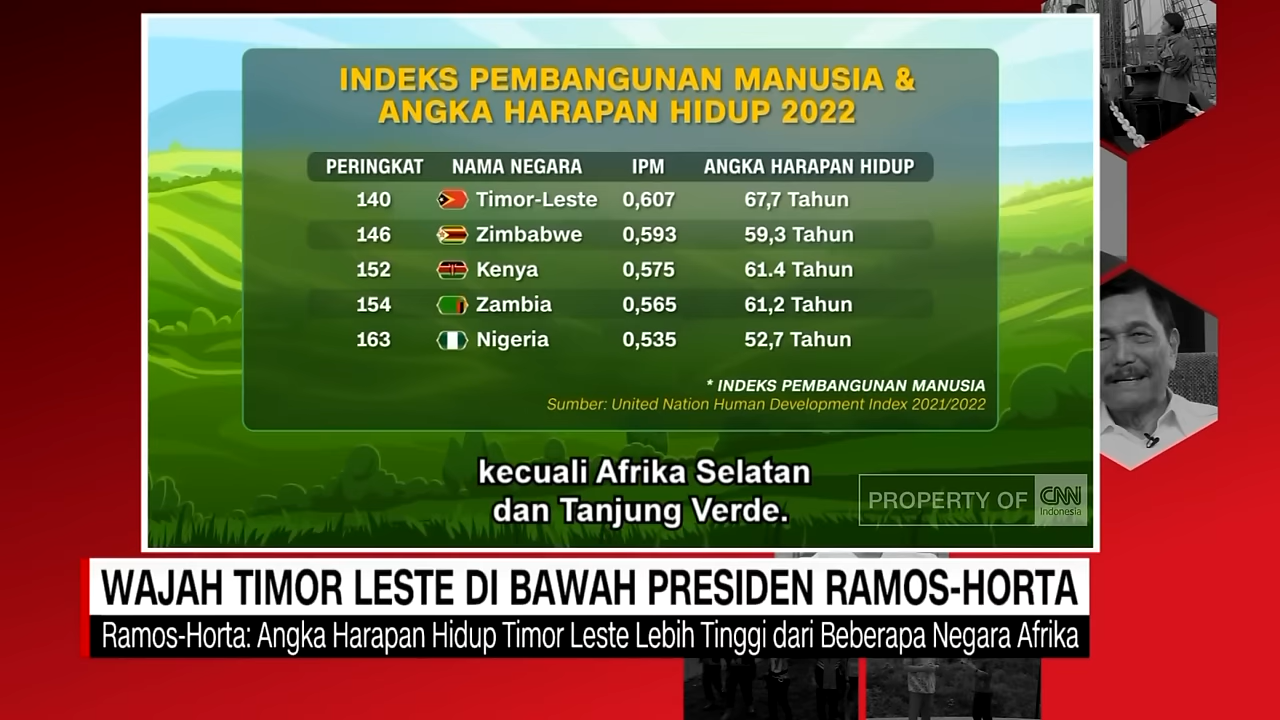 INDEKS PEMBANGUNAN MANUSIA &
ANGKA HARAPAN HIDUP 2022
PERINGKAT NAMA NEGARA IPM ANGKA HARAPAN HIDUP
140 Timor-Leste 0,607 67,7 Tahun
146 Zimbabwe 0,593 59,3 Tahun
152 Kenya 0,575 61.4 Tahun
154 Zambia 0,565 61,2 Tahun
163 Nigeria 0,535 52,7 Tahun
* INDEKS PEMBANGUNAN MANUSIA
Sumber: United Nation Human Development Index 2021/2022
kecuali Afrika Selatan
dan Tanjung Verde.
PROPERTY OF CNN Indonesia
WAJAH TIMOR LESTE DI BAWAH PRESIDEN RAMOS-HORTA
Ramos-Horta: Angka Harapan Hidup Timor Leste Lebih Tinggi dari Beberapa Negara Afrika